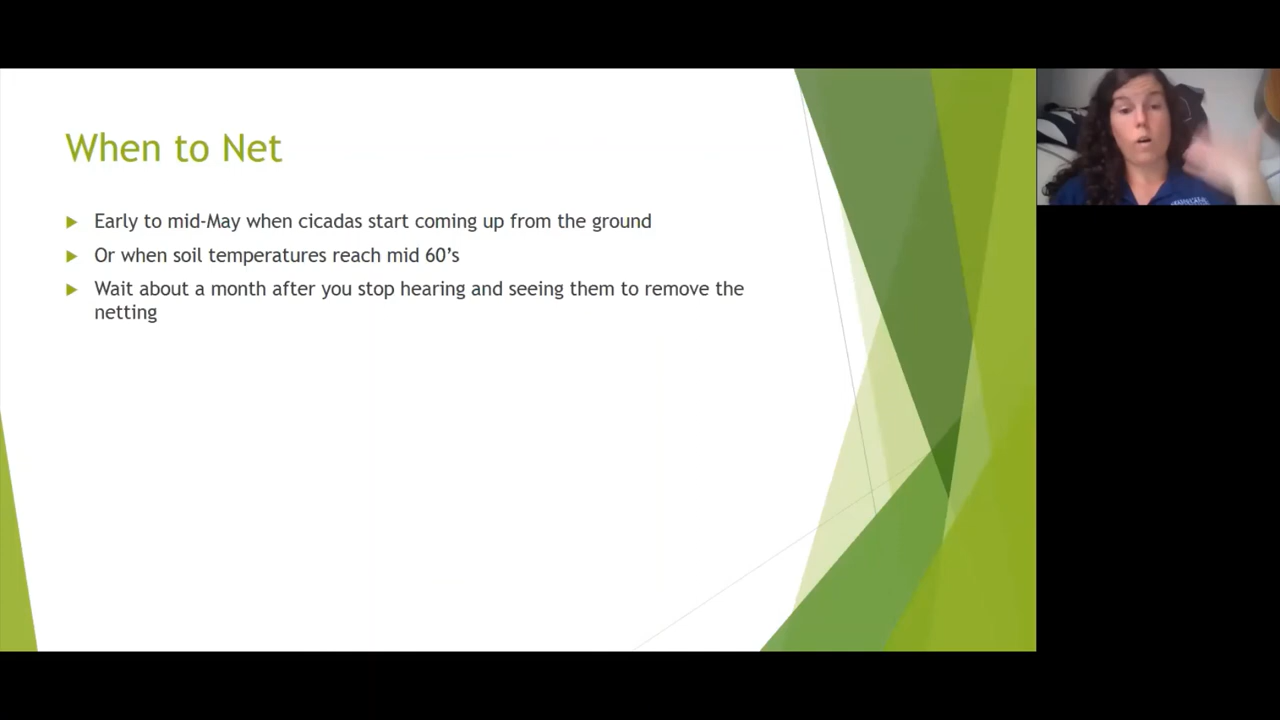 When to Net
Early to mid-May when cicadas start coming up from the ground
Or when soil temperatures reach mid 60’s
Wait about a month after you stop hearing and seeing them to remove the
netting